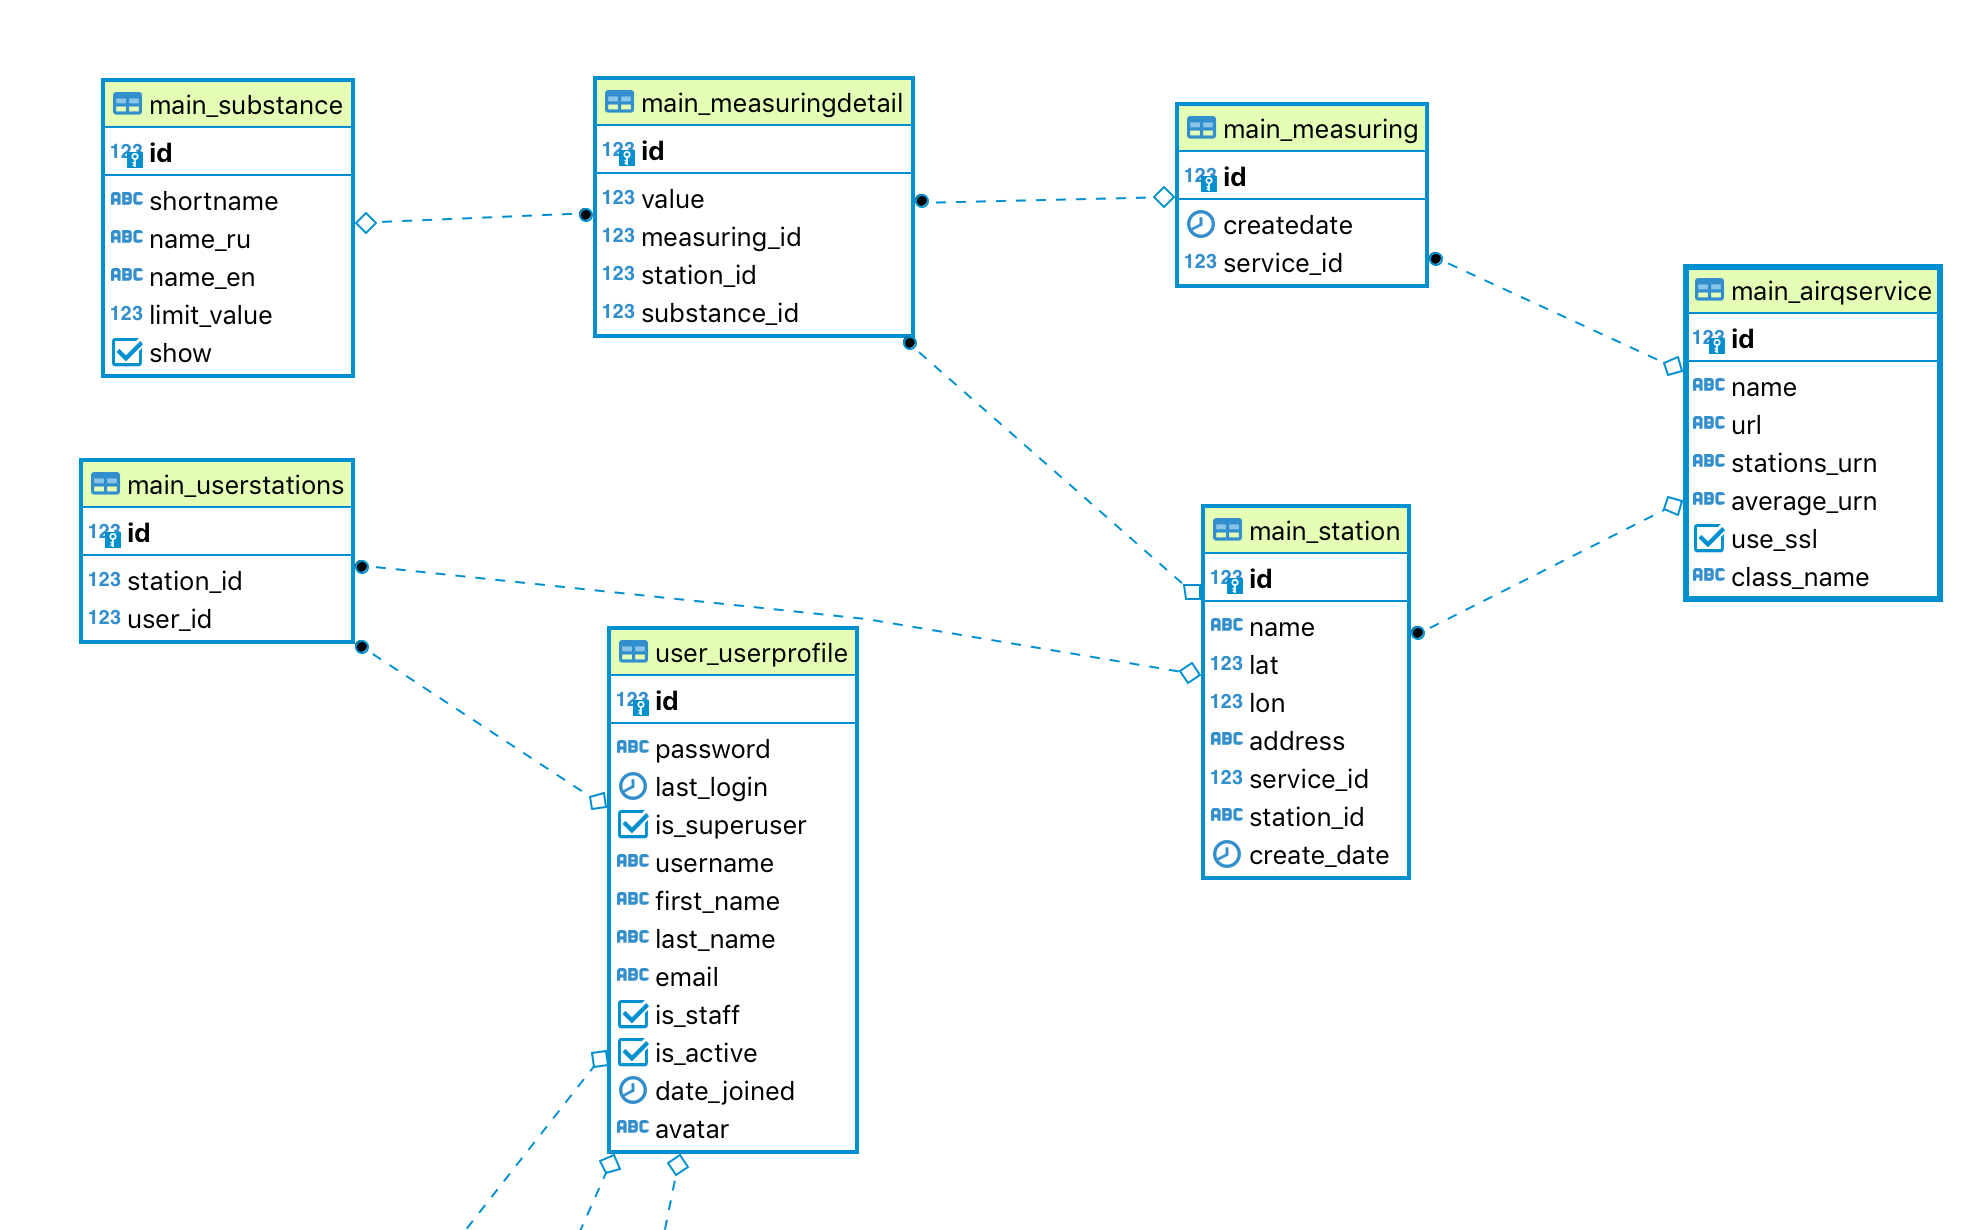 main_substance
123 id
ABC shortname
ABC name_ru
ABC name_en
123 limit_value
show
main_measuringdetail
123 id
123 value
123 measuring_id
123 station_id
123 substance_id
main_measuring
123 id
createdate
123 service_id
main_airqservice
123 id
ABC name
ABC url
ABC stations_urn
ABC average_urn
use_ssl
ABC class_name
main_userstations
123 id
123 station_id
123 user_id
user_userprofile
123 id
ABC password
last_login
is_superuser
ABC username
ABC first_name
ABC last_name
ABC email
is_staff
is_active
date_joined
ABC avatar
main_station
123 id
ABC name
123 lat
123 lon
ABC address
123 service_id
ABC station_id
create_date